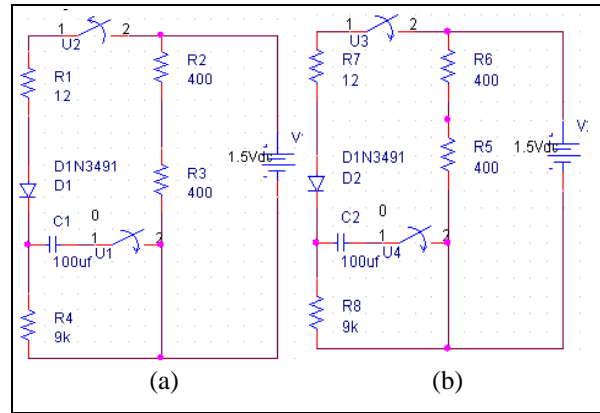 1 U2 2
R1
12
R2
400
V
1.5Vdc
D1N3491
D1
R3
400
C1 0
1 U1 2
100uf
R4
9k
(a)
1 U3 2
R7
12
R6
400
V
1.5Vdc
D1N3491
D2
R5
400
C2 0
1 U4 2
100uf
R8
9k
(b)